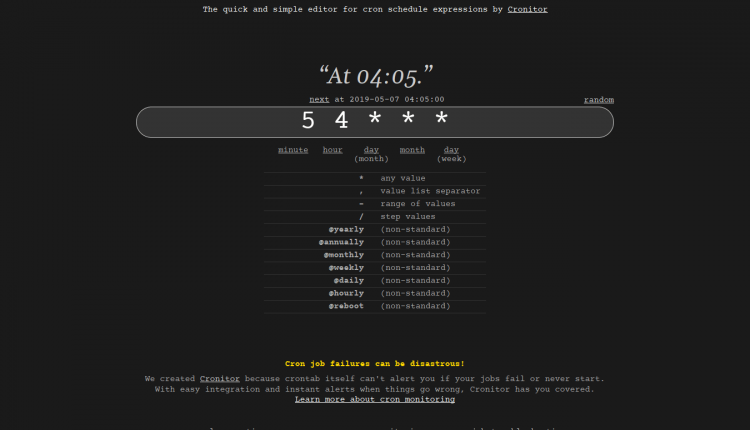 The quick and simple editor for cron schedule expressions by Cronitor
“At 04:05.”
next at 2019-05-07 04:05:00
random
5 4 * * *
minute hour day month day
(month) (week)
* any value
, value list separator
- range of values
/ step values
@yearly (non-standard)
@annually (non-standard)
@monthly (non-standard)
@weekly (non-standard)
@daily (non-standard)
@hourly (non-standard)
@reboot (non-standard)
Cron job failures can be disastrous!
We created Cronitor because crontab itself can't alert you if your jobs fail or never start.
With easy integration and instant alerts when things go wrong, Cronitor has you covered.
Learn more about cron monitoring